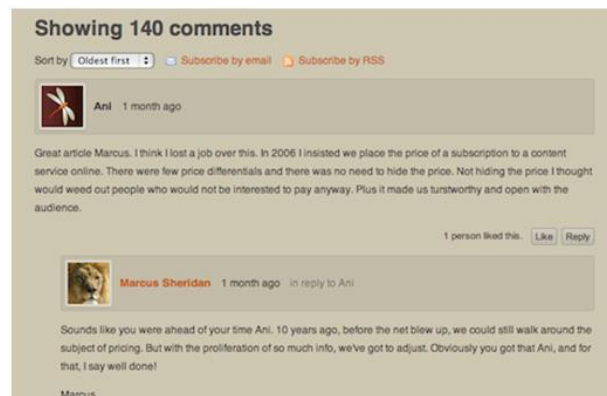 Showing 140 comments
Sort by Oldest first Subscribe by email Subscribe by RSS
Ani 1 month ago
Great article Marcus. I think I lost a job over this. In 2006 I insisted we place the price of a subscription to a content
service online. There were few price differentials and there was no need to hide the price. Not hiding the price I thought
would weed out people who would not be interested to pay anyway. Plus it made us turstworthy and open with the
audience.
1 person liked this. Like Reply
Marcus Sheridan 1 month ago in reply to Ani
Sounds like you were ahead of your time Ani. 10 years ago, before the net blew up, we could still walk around the
subject of pricing. But with the proliferation of so much info, we've got to adjust. Obviously you got that Ani, and for
that, I say well done!
Marcus